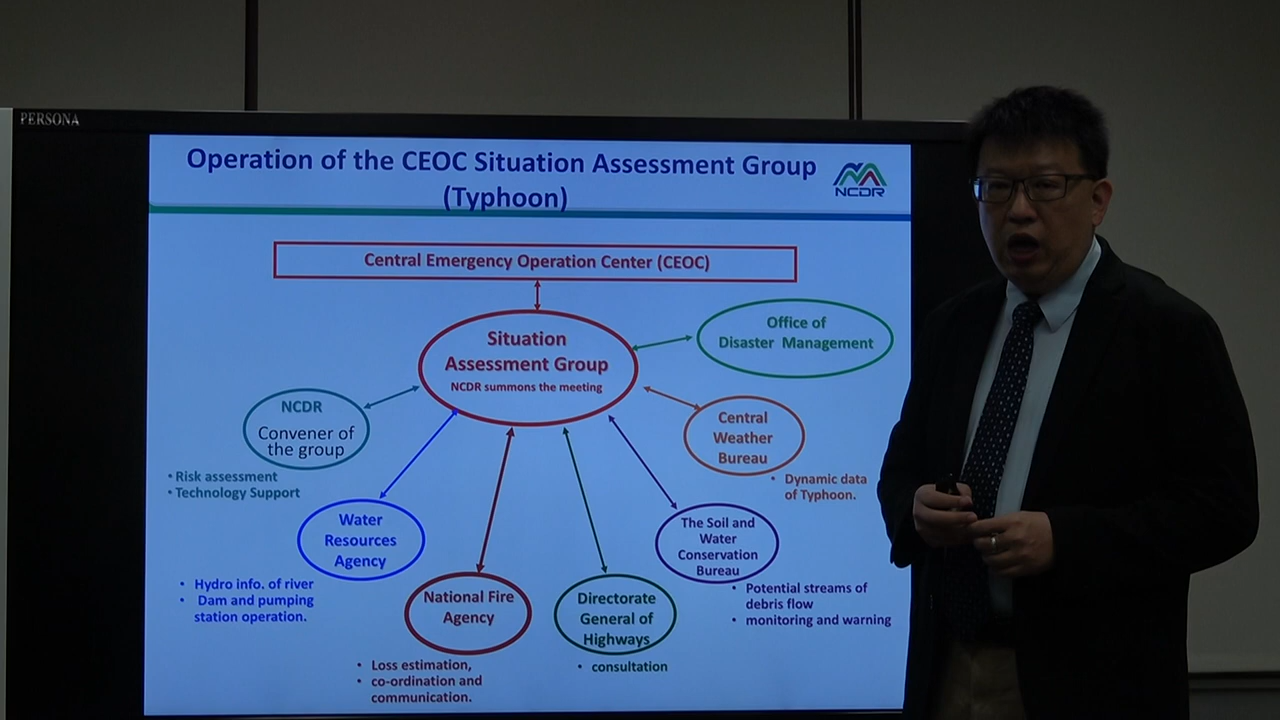 PERSONA
Operation of the CEOC Situation Assessment Group
(Typhoon)
NCDR
Central Emergency Operation Center (CEOC)
Situation
Assessment Group
NCDR summons the meeting
Office of
Disaster Management
NCDR
Convener of
the group
• Risk assessment
• Technology Support
Central
Weather
Bureau
• Dynamic data
of Typhoon.
Water
Resources
Agency
• Hydro info. of river
• Dam and pumping
station operation.
The Soil and
Water
Conservation
Bureau
• Potential streams of
debris flow
• monitoring and warning
National Fire
Agency
• Loss estimation,
• co-ordination and
communication.
Directorate
General of
Highways
• consultation